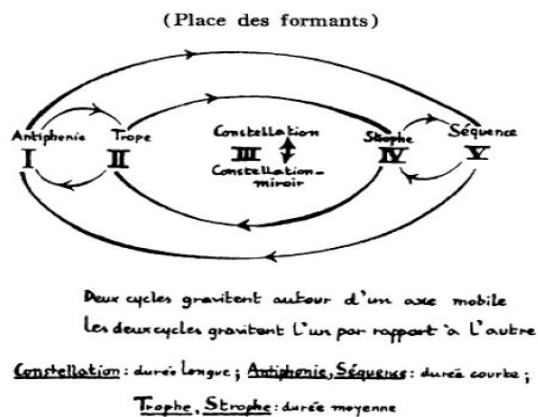 (Place des formants)
Antiphonie Trope Constellation Strophe Séquence
I II III IV V
Constellation-
miroir
Deux cycles gravitent autour d'un axe mobile
Les deux cycles gravitent l'un par rapport à l'autre
Constellation : durée longue ; Antiphonie, Séquence : durée courte ;
Trophe, Strophe : durée moyenne